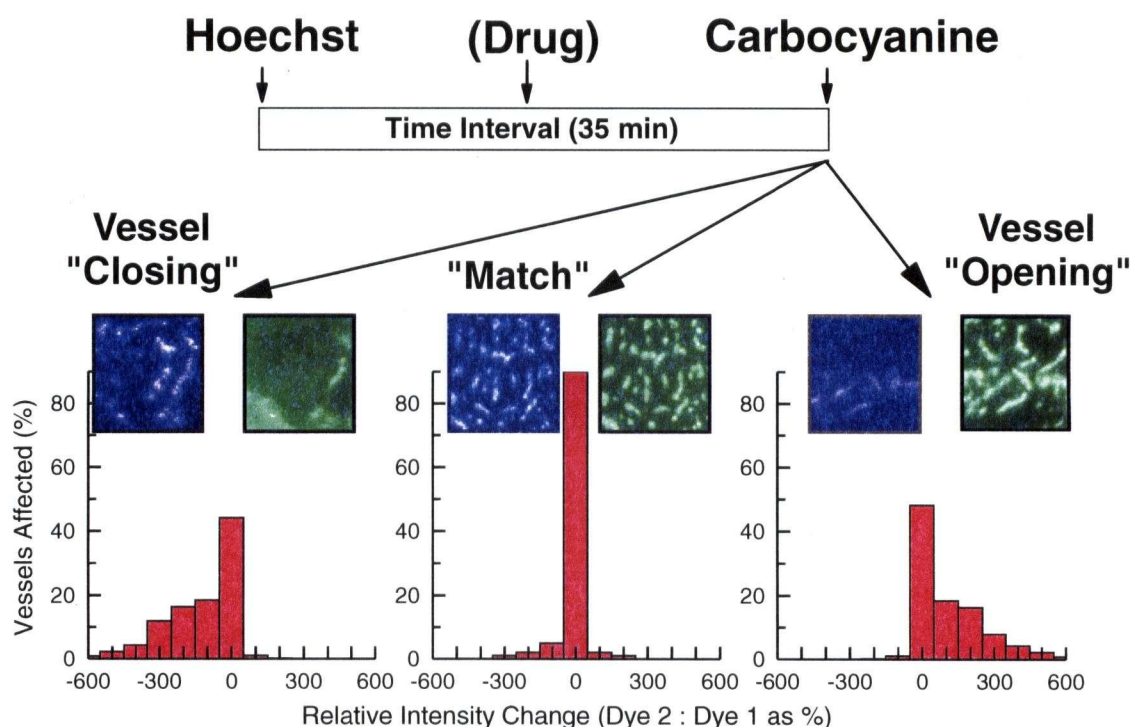 Hoechst (Drug) Carbocyanine
Time Interval (35 min)
Vessel
"Closing"
"Match"
Vessel
"Opening"
Vessels Affected (%)
80
60
40
20
0
-600 -300 0 300 600
80
60
40
20
0
-600 -300 0 300 600
80
60
40
20
0
-600 -300 0 300 600
Relative Intensity Change (Dye 2 : Dye 1 as %)